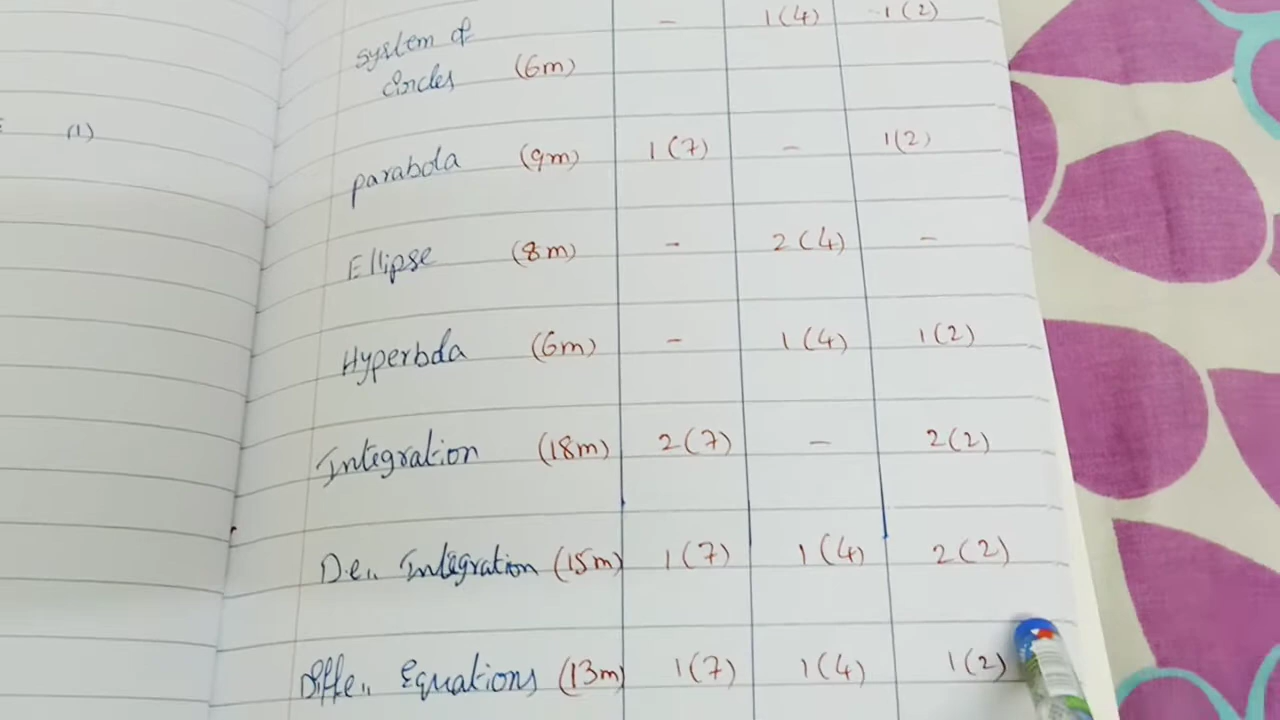 - 1(4) 1(2)
System of
circles (6m)
(1)
parabola (9m) 1(7) - 1(2)
Ellipse (8m) - 2(4) -
Hyperbola (6m) - 1(4) 1(2)
Integration (18m) 2(7) - 2(2)
De,, Integration (15m) 1(7) 1(4) 2(2)
Diffe,, Equations (13m) 1(7) 1(4) 1(2)